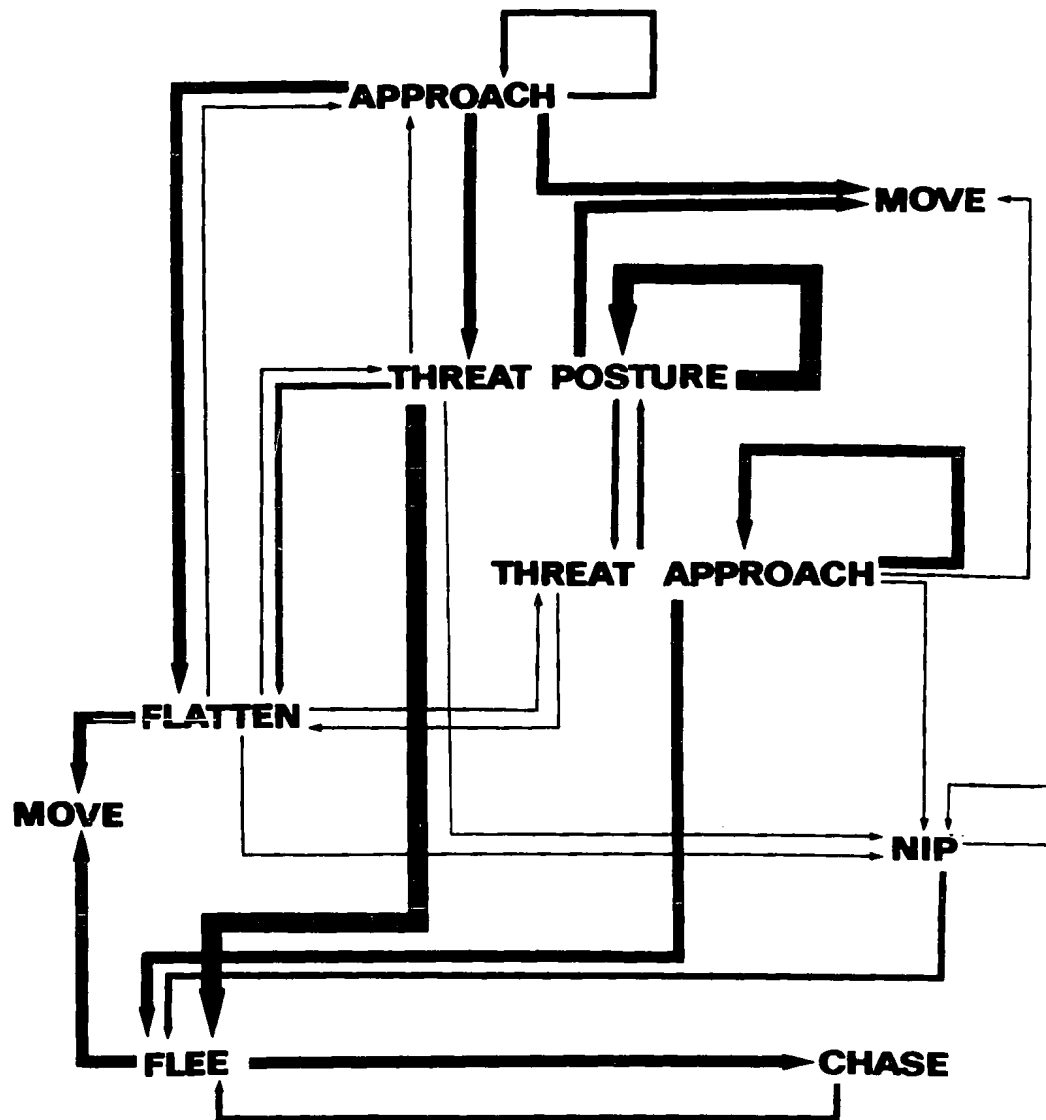 APPROACH
MOVE
THREAT POSTURE
THREAT APPROACH
FLATTEN
MOVE
NIP
FLEE
CHASE